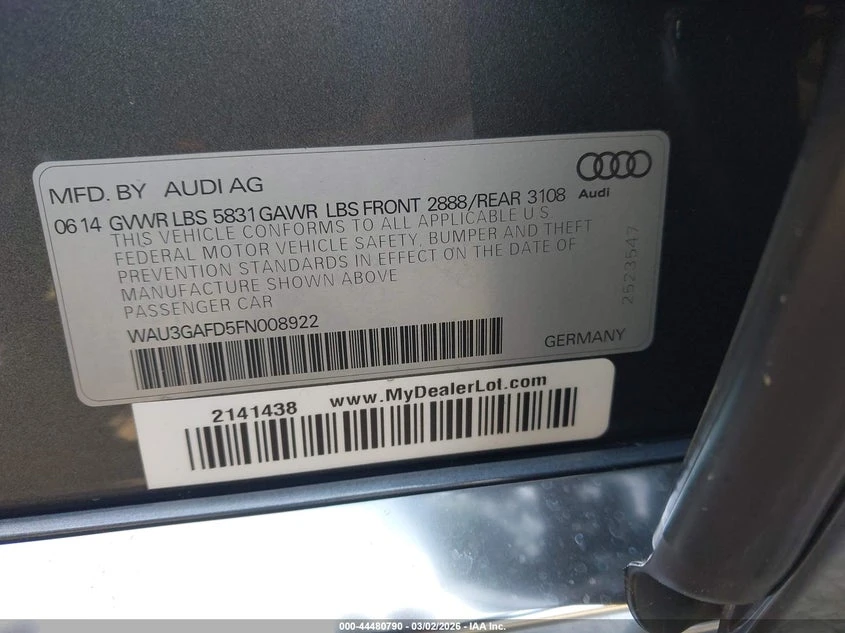 MFD. BY AUDI AG
Audi
06 14 GVWR LBS 5831 GAWR LBS FRONT 2888/REAR 3108
THIS VEHICLE CONFORMS TO ALL APPLICABLE U S
FEDERAL MOTOR VEHICLE SAFETY, BUMPER AND THEFT
PREVENTION STANDARDS IN EFFECT ON THE DATE OF
MANUFACTURE SHOWN ABOVE
PASSENGER CAR
2523547
WAU3GAFD5FN008922
GERMANY
2141438 www.MyDealerLot.com
000-44480790 - 03/02/2026 - IAA Inc.